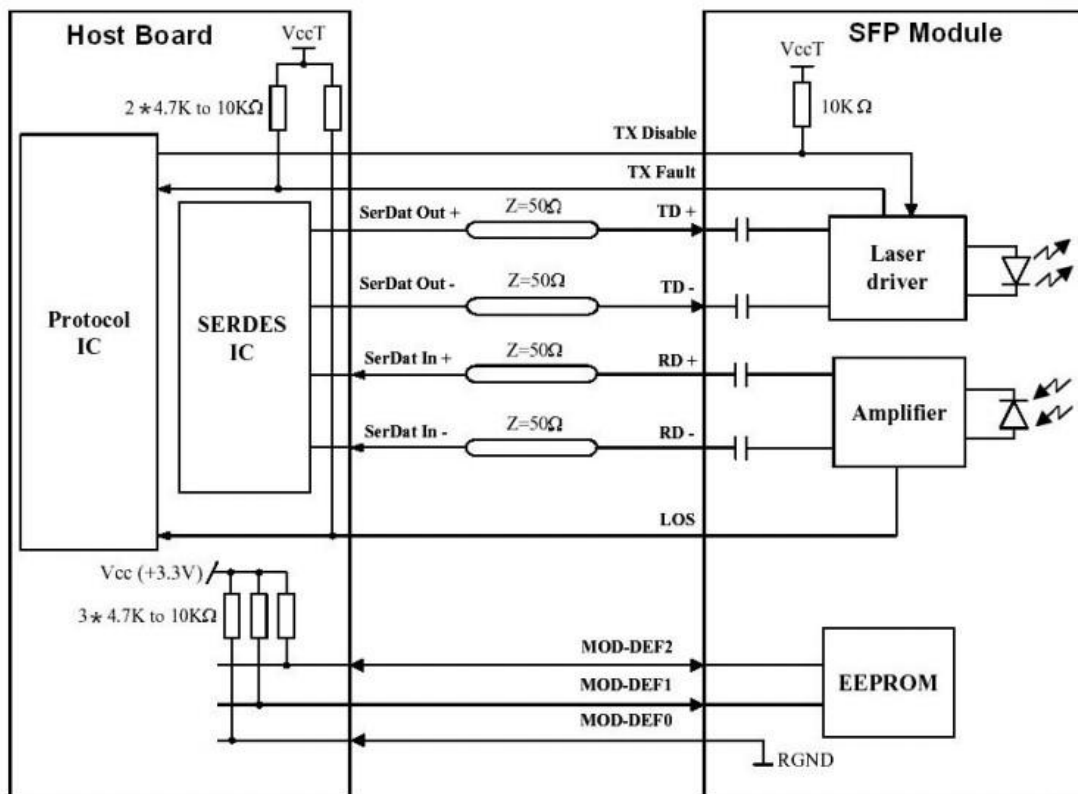 Host Board
SFP Module
VccT
VccT
2*4.7K to 10KΩ
10KΩ
TX Disable
TX Fault
SerDat Out +
Z=50Ω
TD +
Laser
driver
SerDat Out -
Z=50Ω
TD -
Protocol
IC
SERDES
IC
SerDat In +
Z=50Ω
RD +
Amplifier
SerDat In -
Z=50Ω
RD -
LOS
Vcc (+3.3V)
3*4.7K to 10KΩ
MOD-DEF2
MOD-DEF1
MOD-DEF0
EEPROM
RGND